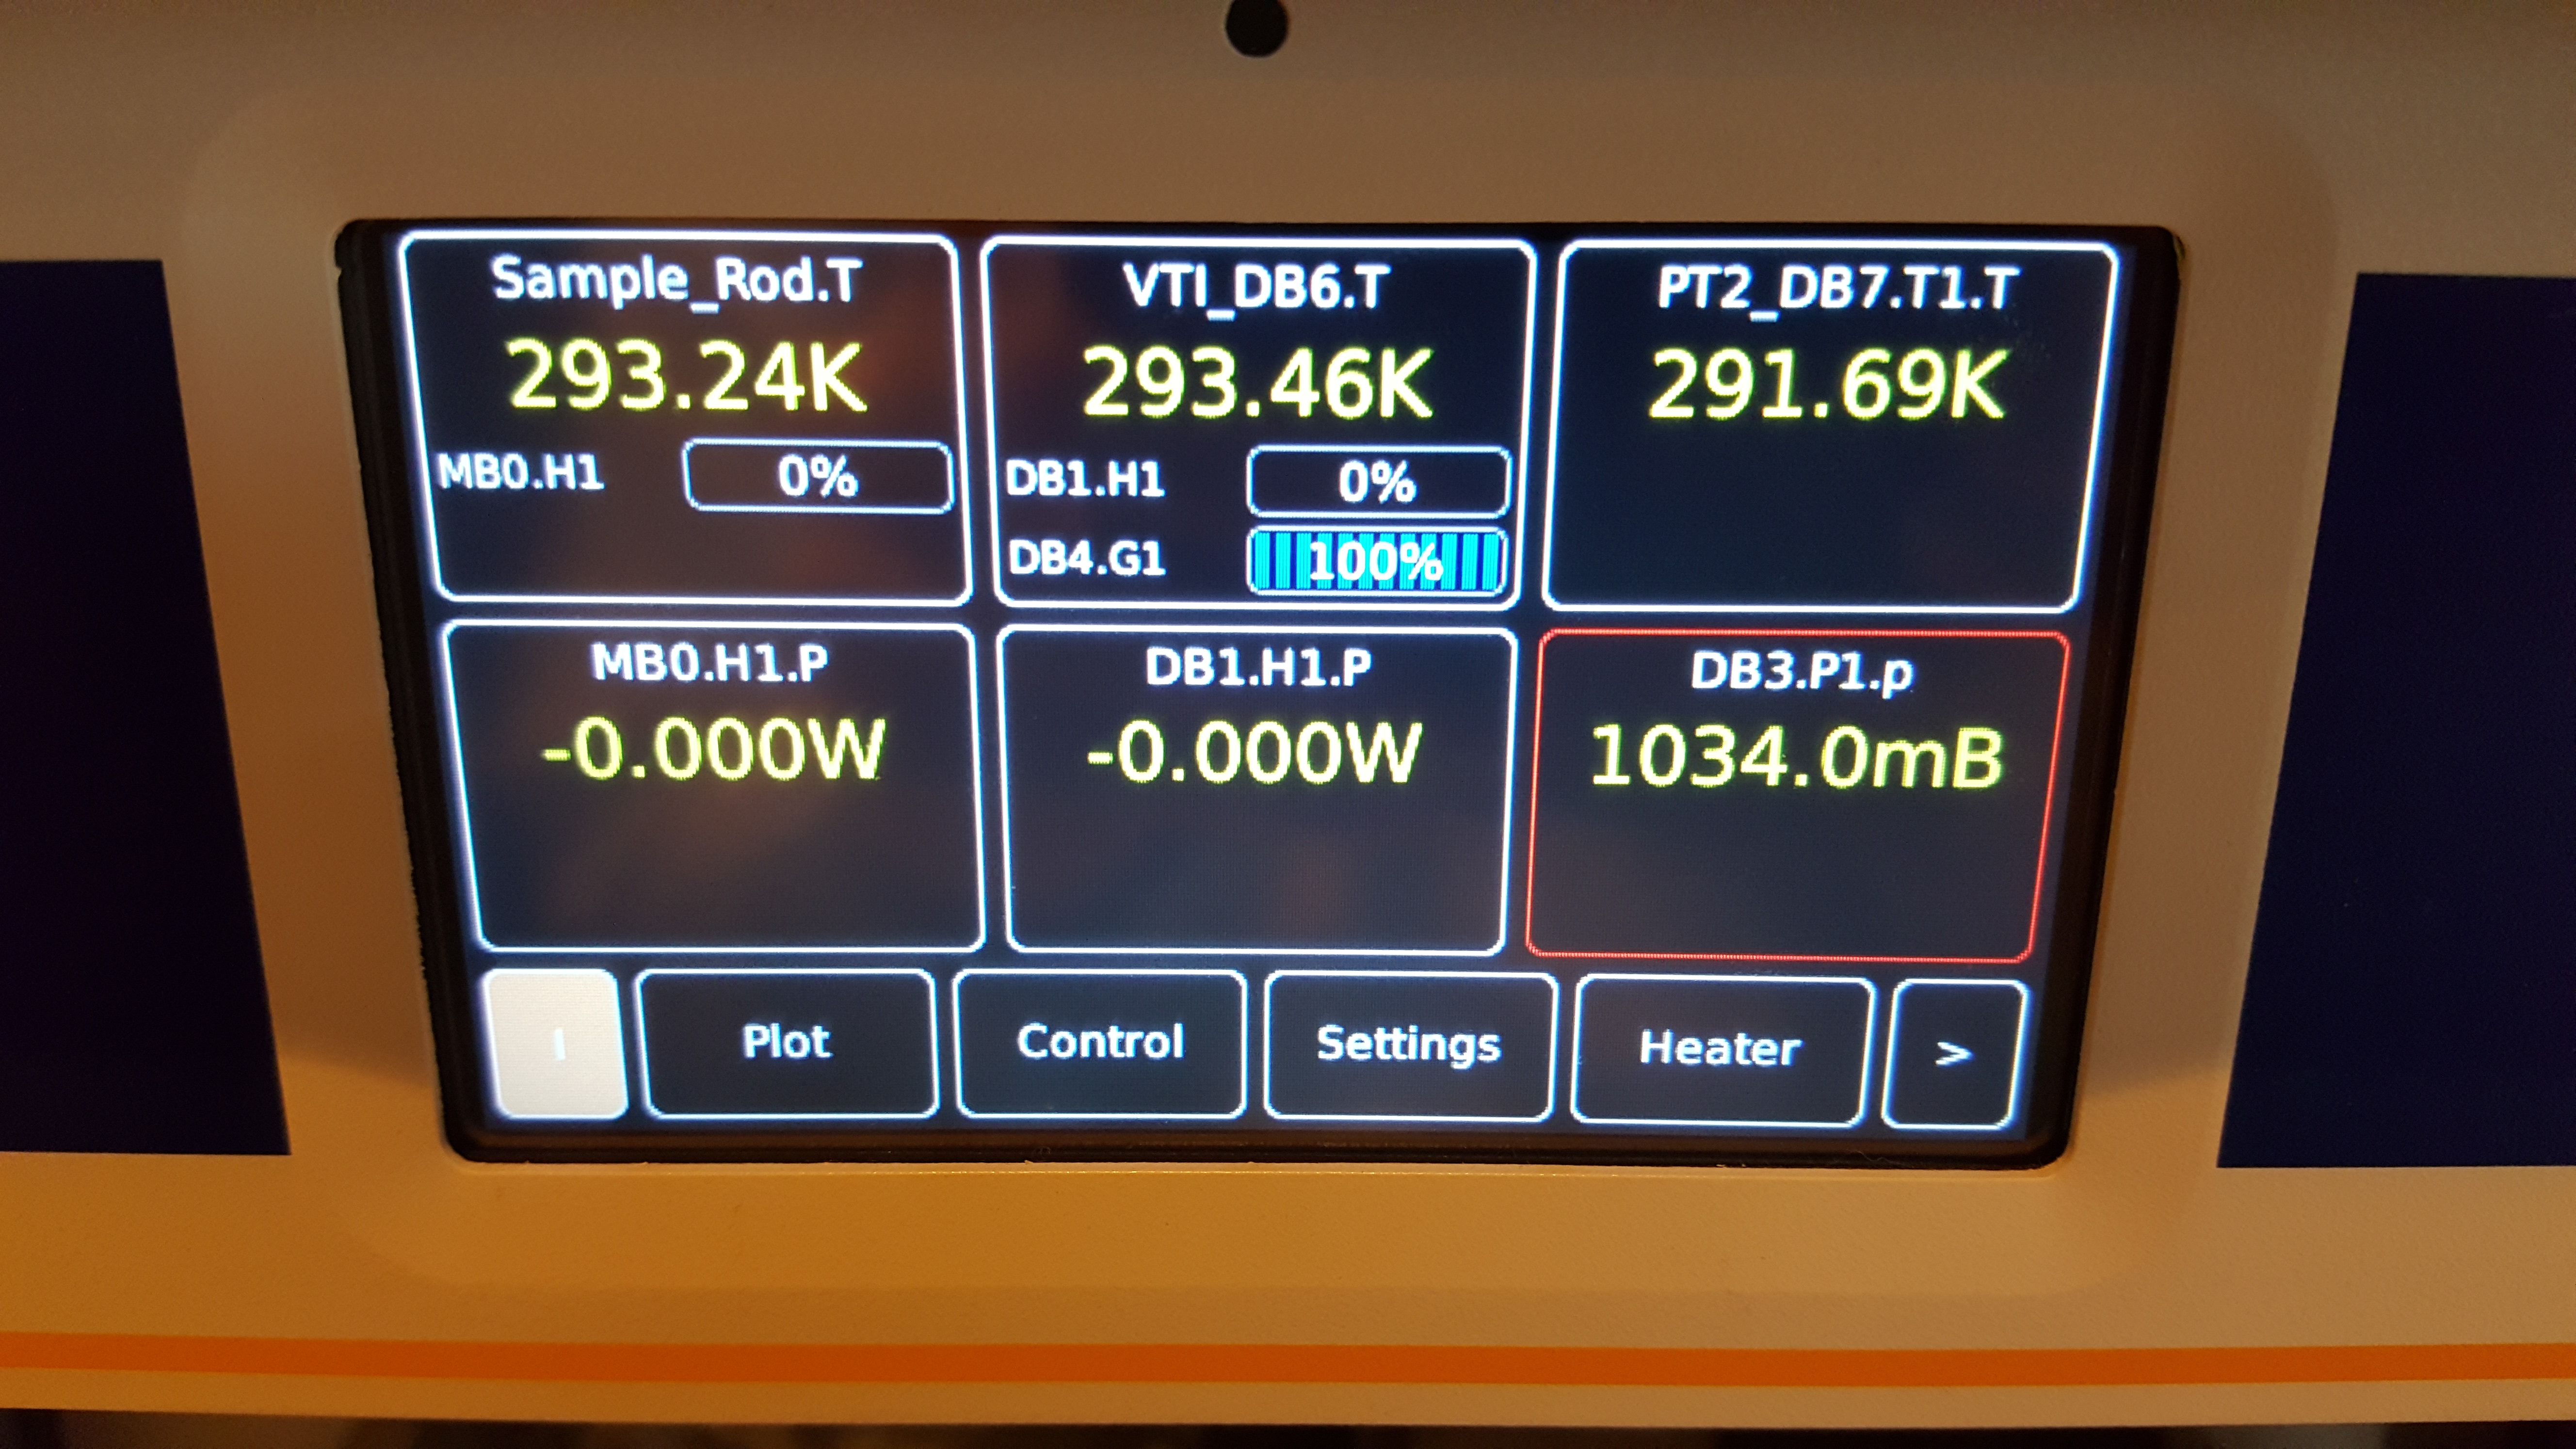 Sample_Rod.T
293.24K
MB0.H1 0%
VTI_DB6.T
293.46K
DB1.H1 0%
DB4.G1 100%
PT2_DB7.T1.T
291.69K
MB0.H1.P
-0.000W
DB1.H1.P
-0.000W
DB3.P1.p
1034.0mB
Plot Control Settings Heater >